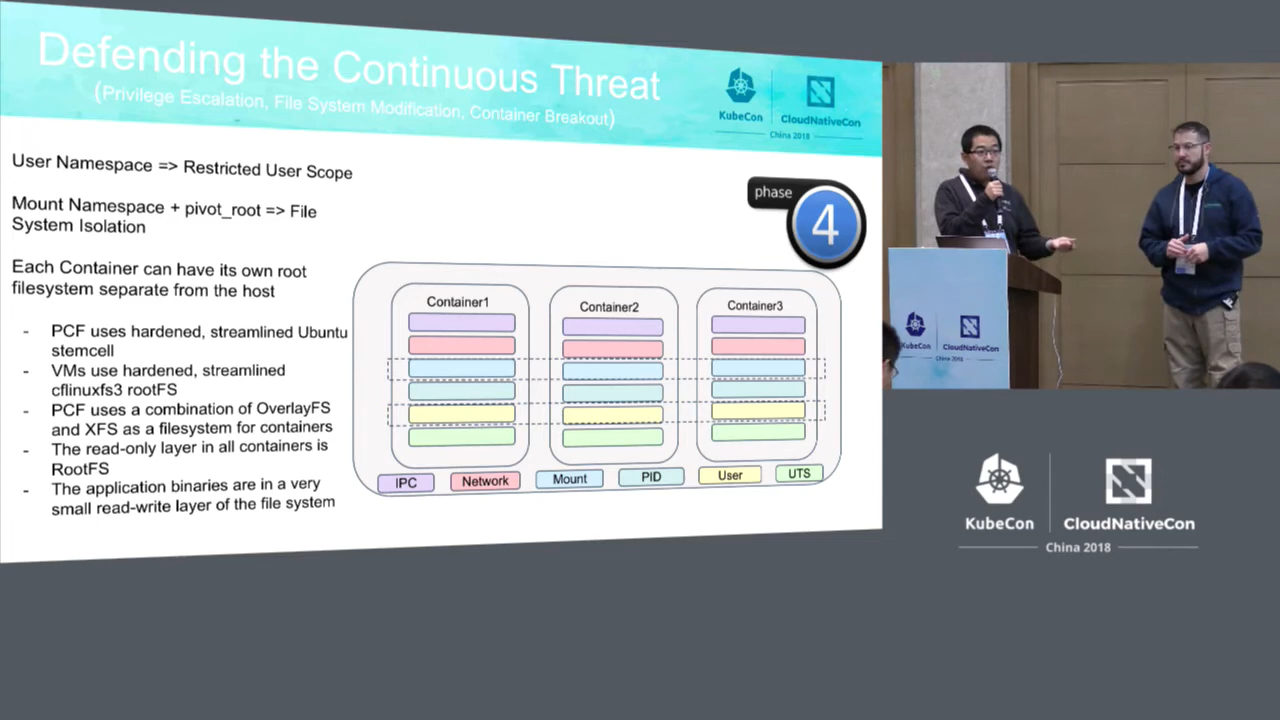 Defending the Continuous Threat
(Privilege Escalation, File System Modification, Container Breakout)
KubeCon
CloudNativeCon
China 2018
User Namespace => Restricted User Scope
Mount Namespace + pivot_root => File
System Isolation
Each Container can have its own root
filesystem separate from the host
- PCF uses hardened, streamlined Ubuntu
stemcell
- VMs use hardened, streamlined
cflinuxfs3 rootFS
- PCF uses a combination of OverlayFS
and XFS as a filesystem for containers
- The read-only layer in all containers is
RootFS
- The application binaries are in a very
small read-write layer of the file system
phase
4
Container1
Container2
Container3
IPC
Network
Mount
PID
User
UTS
KubeCon
CloudNativeCon
China 2018
KubeCon
CloudNativeCon
China 2018